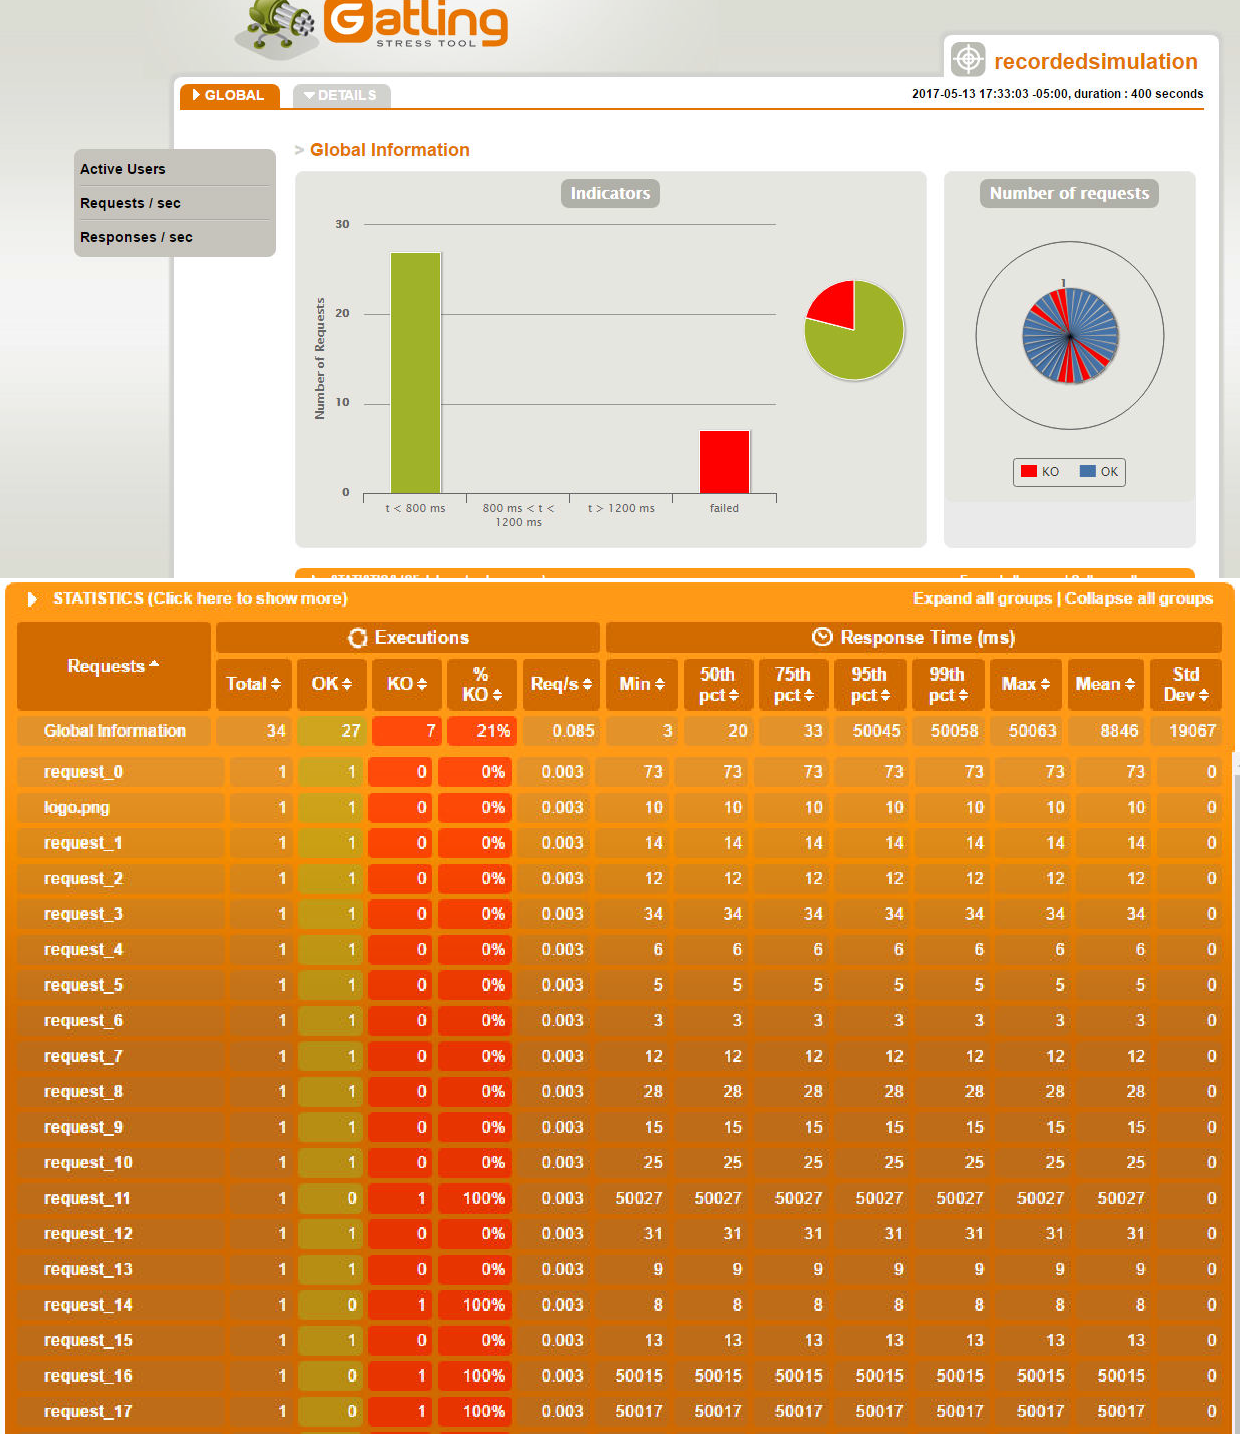 Gatling
STRESS TOOL
recordedsimulation
GLOBAL DETAILS
2017-05-13 17:33:03 -05:00, duration : 400 seconds
> Global Information
Active Users
Requests / sec
Responses / sec
Indicators
Number of Requests
30
20
10
0
t < 800 ms
800 ms < t <
1200 ms
t > 1200 ms
failed
Number of requests
1
KO OK
STATISTICS (Click here to show more) Expand all groups | Collapse all groups
Requests Executions Response Time (ms)
Total OK KO % KO Req/s Min 50th pct 75th pct 95th pct 99th pct Max Mean Std Dev
Global Information 34 27 7 21% 0.085 3 20 33 50045 50058 50063 8846 19067
request_0 1 1 0 0% 0.003 73 73 73 73 73 73 73 0
logo.png 1 1 0 0% 0.003 10 10 10 10 10 10 10 0
request_1 1 1 0 0% 0.003 14 14 14 14 14 14 14 0
request_2 1 1 0 0% 0.003 12 12 12 12 12 12 12 0
request_3 1 1 0 0% 0.003 34 34 34 34 34 34 34 0
request_4 1 1 0 0% 0.003 6 6 6 6 6 6 6 0
request_5 1 1 0 0% 0.003 5 5 5 5 5 5 5 0
request_6 1 1 0 0% 0.003 3 3 3 3 3 3 3 0
request_7 1 1 0 0% 0.003 12 12 12 12 12 12 12 0
request_8 1 1 0 0% 0.003 28 28 28 28 28 28 28 0
request_9 1 1 0 0% 0.003 15 15 15 15 15 15 15 0
request_10 1 1 0 0% 0.003 25 25 25 25 25 25 25 0
request_11 1 0 1 100% 0.003 50027 50027 50027 50027 50027 50027 50027 0
request_12 1 1 0 0% 0.003 31 31 31 31 31 31 31 0
request_13 1 1 0 0% 0.003 9 9 9 9 9 9 9 0
request_14 1 0 1 100% 0.003 8 8 8 8 8 8 8 0
request_15 1 1 0 0% 0.003 13 13 13 13 13 13 13 0
request_16 1 0 1 100% 0.003 50015 50015 50015 50015 50015 50015 50015 0
request_17 1 0 1 100% 0.003 50017 50017 50017 50017 50017 50017 50017 0